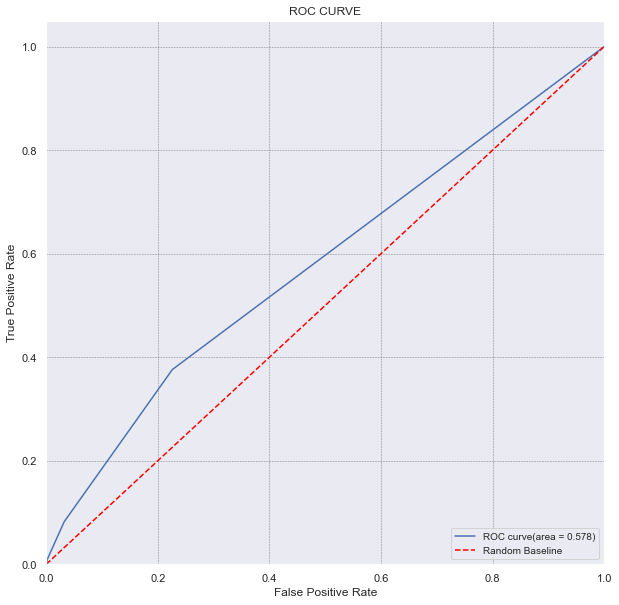 ROC CURVE
1.0
0.8
0.6
0.4
0.2
0.0
True Positive Rate
0.0 0.2 0.4 0.6 0.8 1.0
False Positive Rate
ROC curve(area = 0.578)
Random Baseline